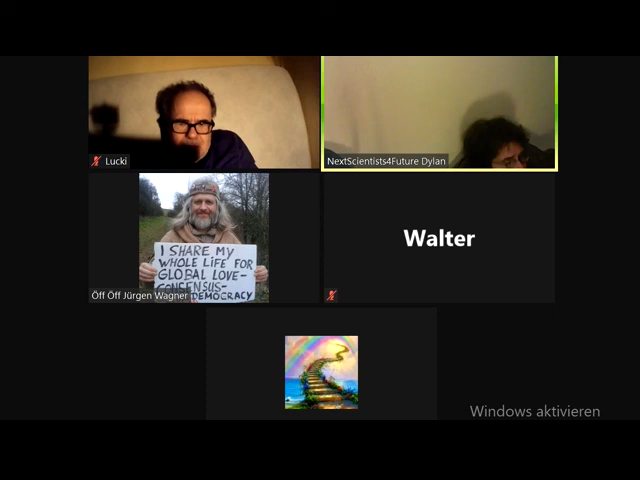 Lucki
NextScientists4Future Dylan
I SHARE MY
WHOLE LIFE FOR
GLOBAL LOVE-
CONSENSUS-
DEMOCRACY
Öff Öff Jürgen Wagner
Walter
Windows aktivieren